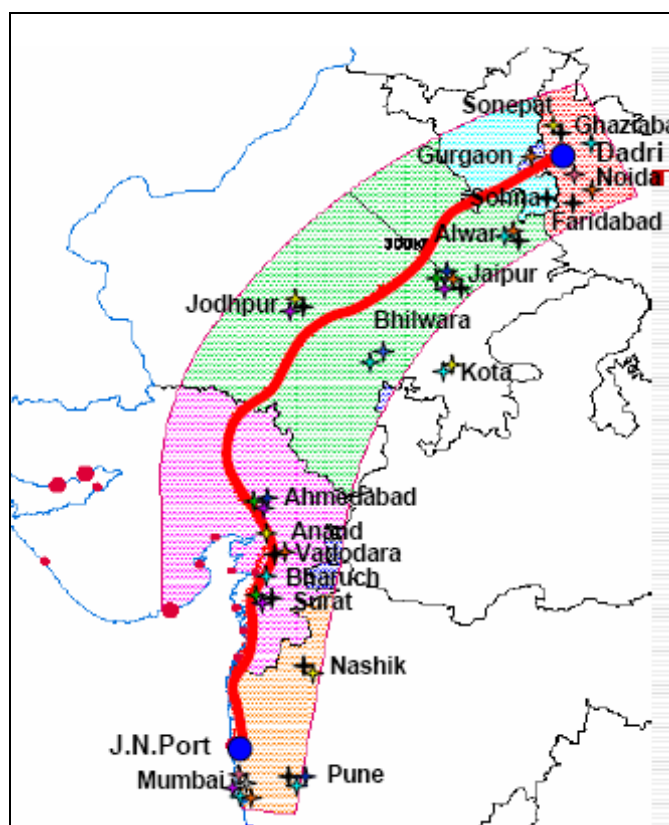 Sonepat
Ghaziaba
Gurgaon
Dadri
Noida
Sohna
Faridabad
Alwar
Jaipur
Jodhpur
Bhilwara
Kota
Ahmedabad
Anand
Vadodara
Bharuch
Surat
Nashik
J.N.Port
Mumbai
Pune